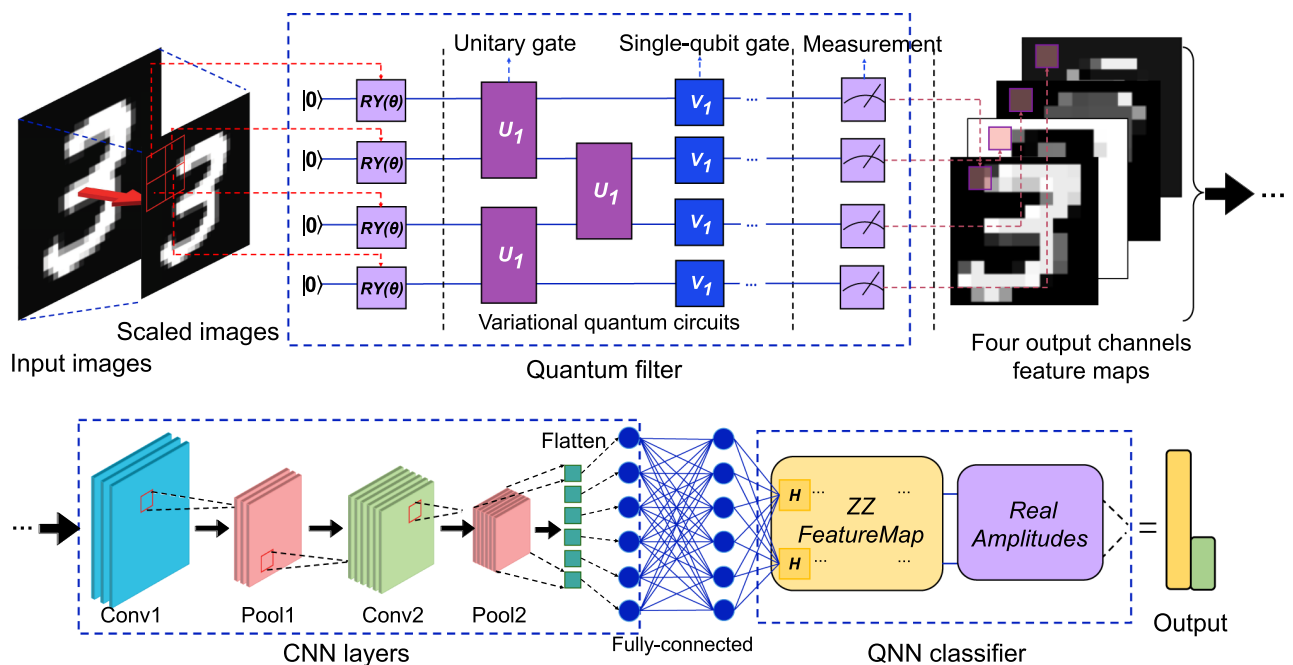 Unitary gate
Single-qubit gate
Measurement
|0⟩ RY(θ) U1 V1 ...
|0⟩ RY(θ) U1 V1 ...
|0⟩ RY(θ) U1 V1 ...
|0⟩ RY(θ) V1 ...
...
Variational quantum circuits
Scaled images
Input images
Quantum filter
Four output channels
feature maps
Flatten
...
H ... ...
ZZ
FeatureMap
H ... ...
Real
Amplitudes
=
Conv1
Pool1
Conv2
Pool2
Fully-connected
Output
CNN layers
QNN classifier